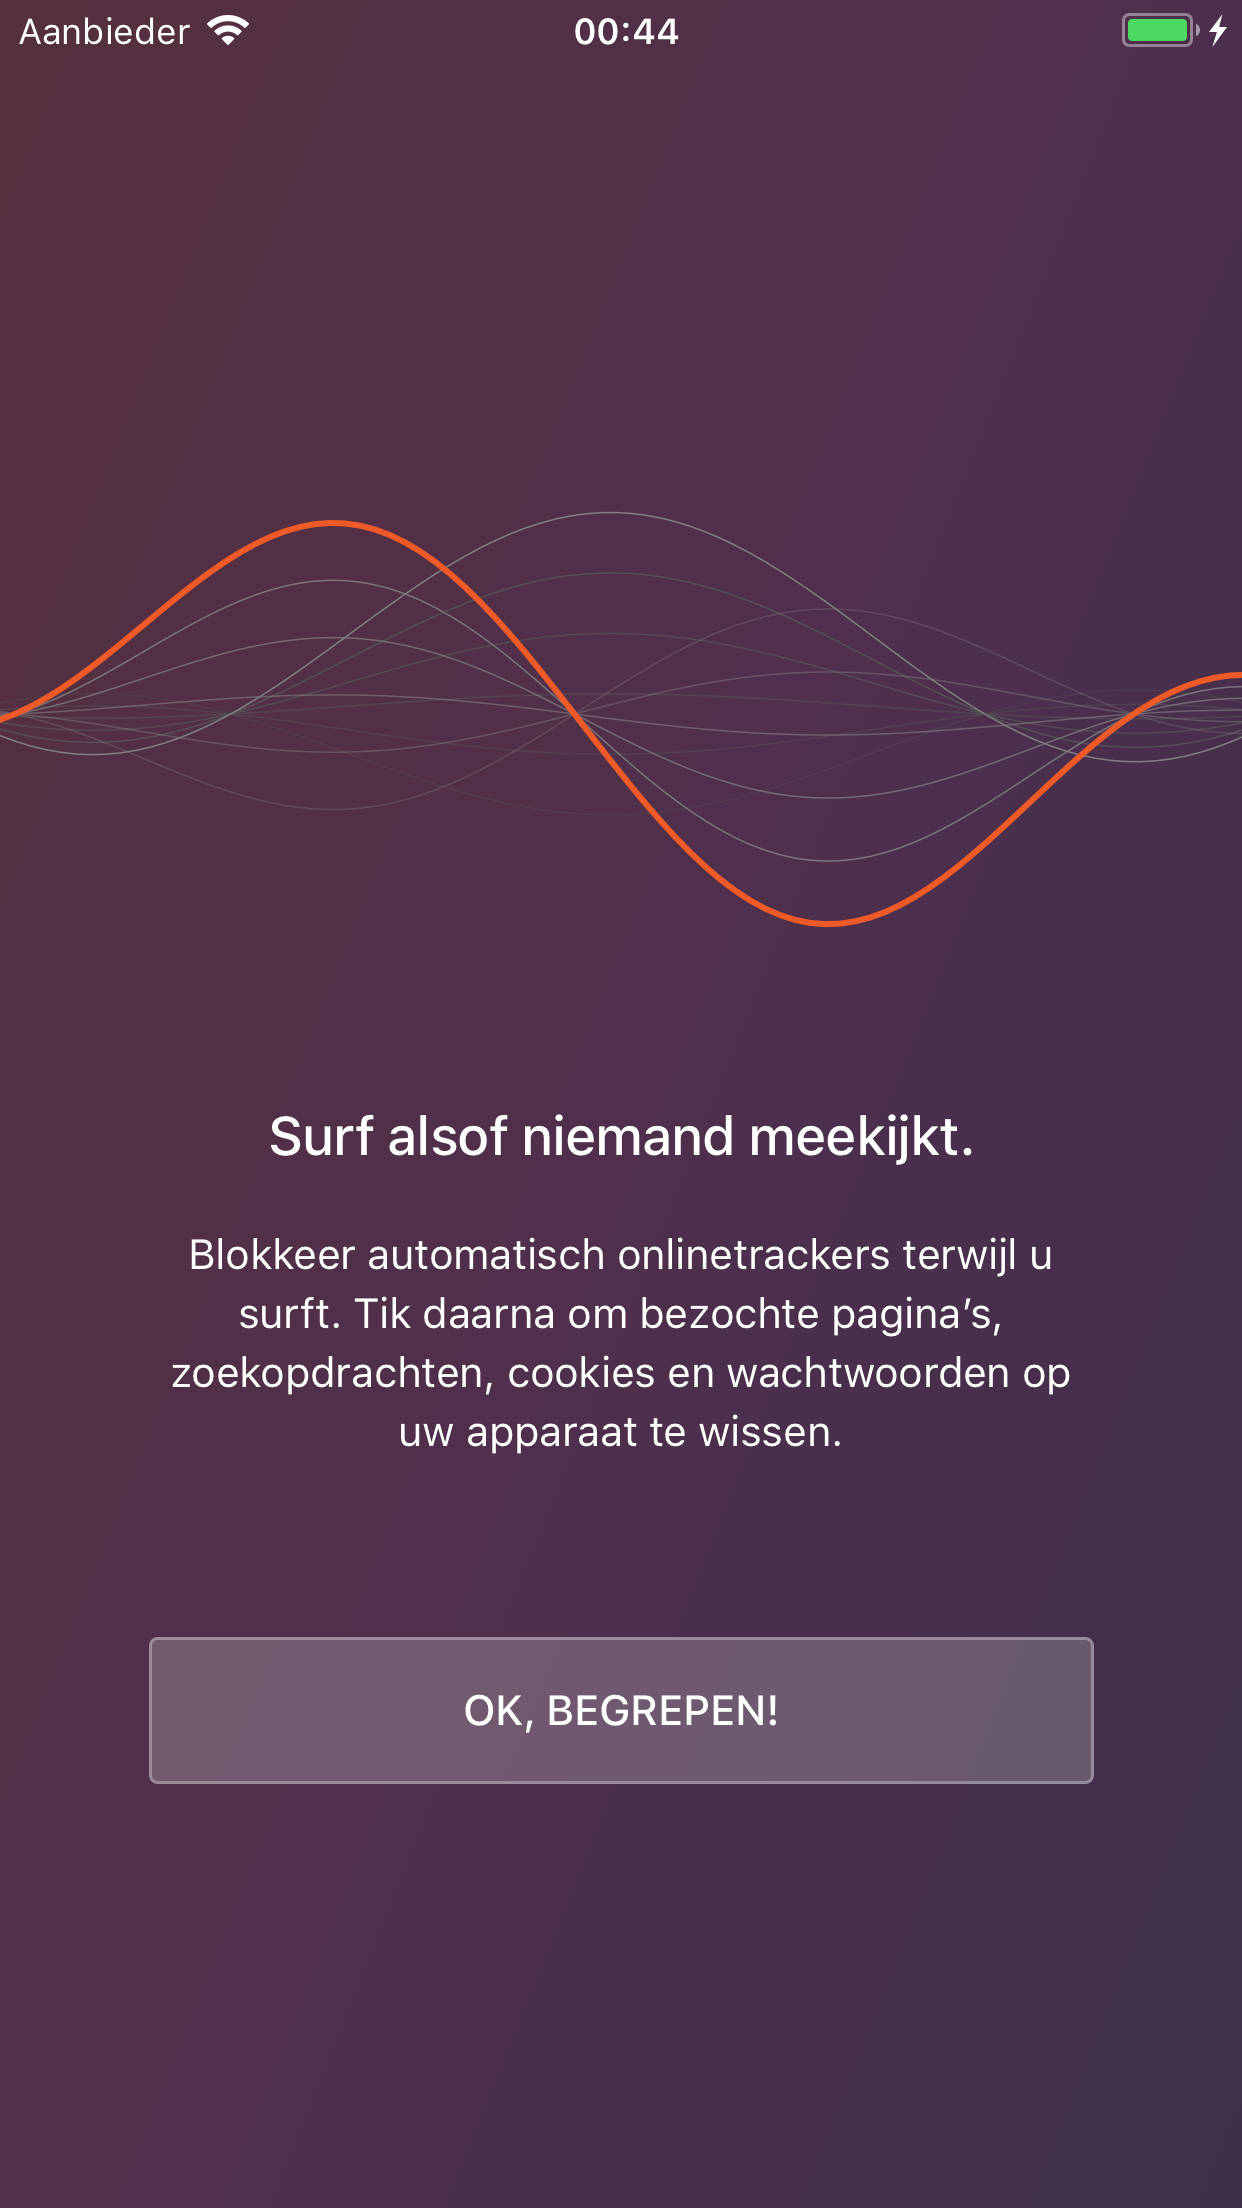 Aanbieder 00:44
Surf alsof niemand meekijkt.
Blokkeer automatisch onlinetrackers terwijl u
surft. Tik daarna om bezochte pagina’s,
zoekopdrachten, cookies en wachtwoorden op
uw apparaat te wissen.
OK, BEGREPEN!